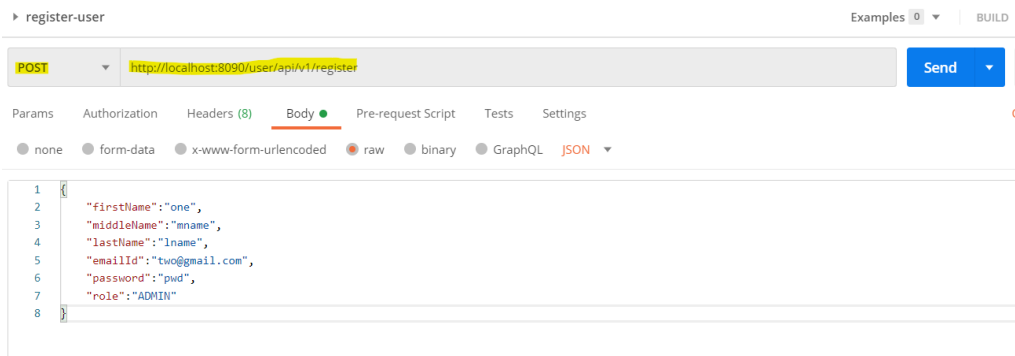 register-user Examples 0 BUILD
POST http://localhost:8090/user/api/v1/register Send
Params Authorization Headers (8) Body Pre-request Script Tests Settings
none form-data x-www-form-urlencoded raw binary GraphQL JSON
1 {
2 "firstName":"one",
3 "middleName":"mname",
4 "lastName":"lname",
5 "emailId":"two@gmail.com",
6 "password":"pwd",
7 "role":"ADMIN"
8 }